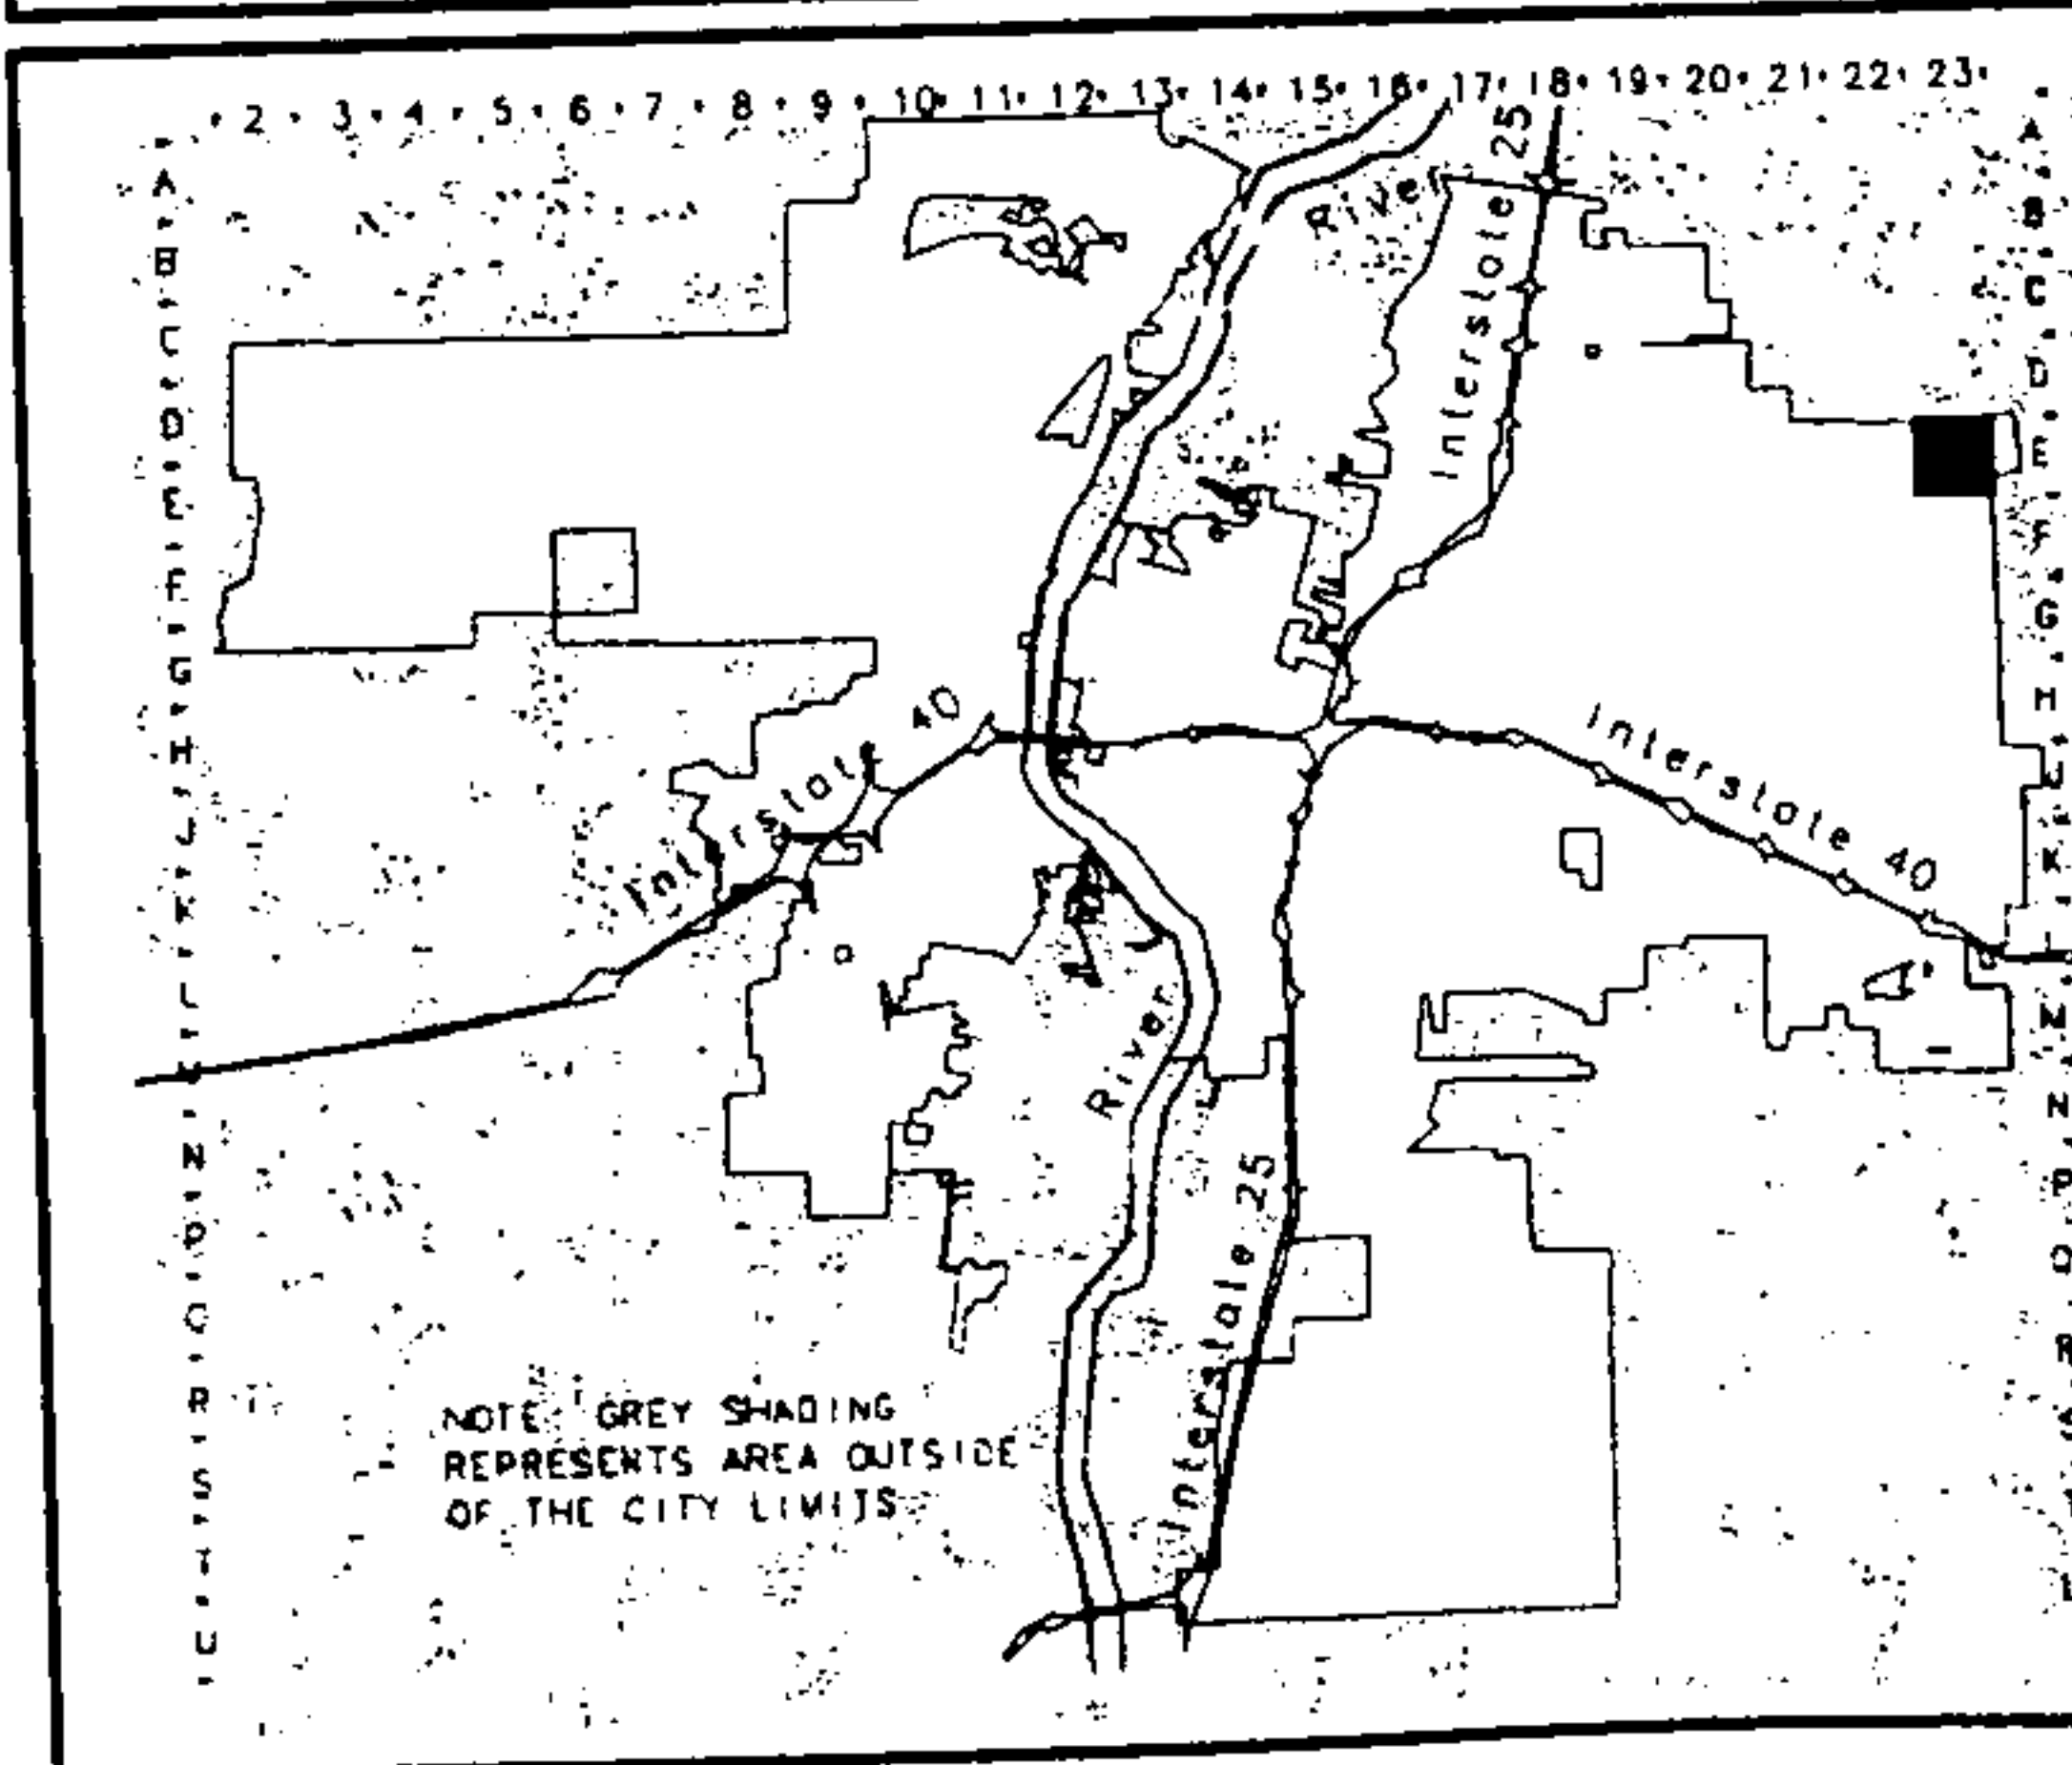 2 3 4 5 6 7 8 9 10 11 12 13 14 15 16 17 18 19 20 21 22 23
A
B
C
D
E
F
G
H
J
K
L
M
N
P
Q
R
S
T
U
A
B
C
D
E
F
G
H
J
K
L
M
N
P
Q
R
S
T
River
Interstate 25
Interstate 40
Interstate 40
River
Interstate 25
NOTE: GREY SHADING
REPRESENTS AREA OUTSIDE
OF THE CITY LIMITS